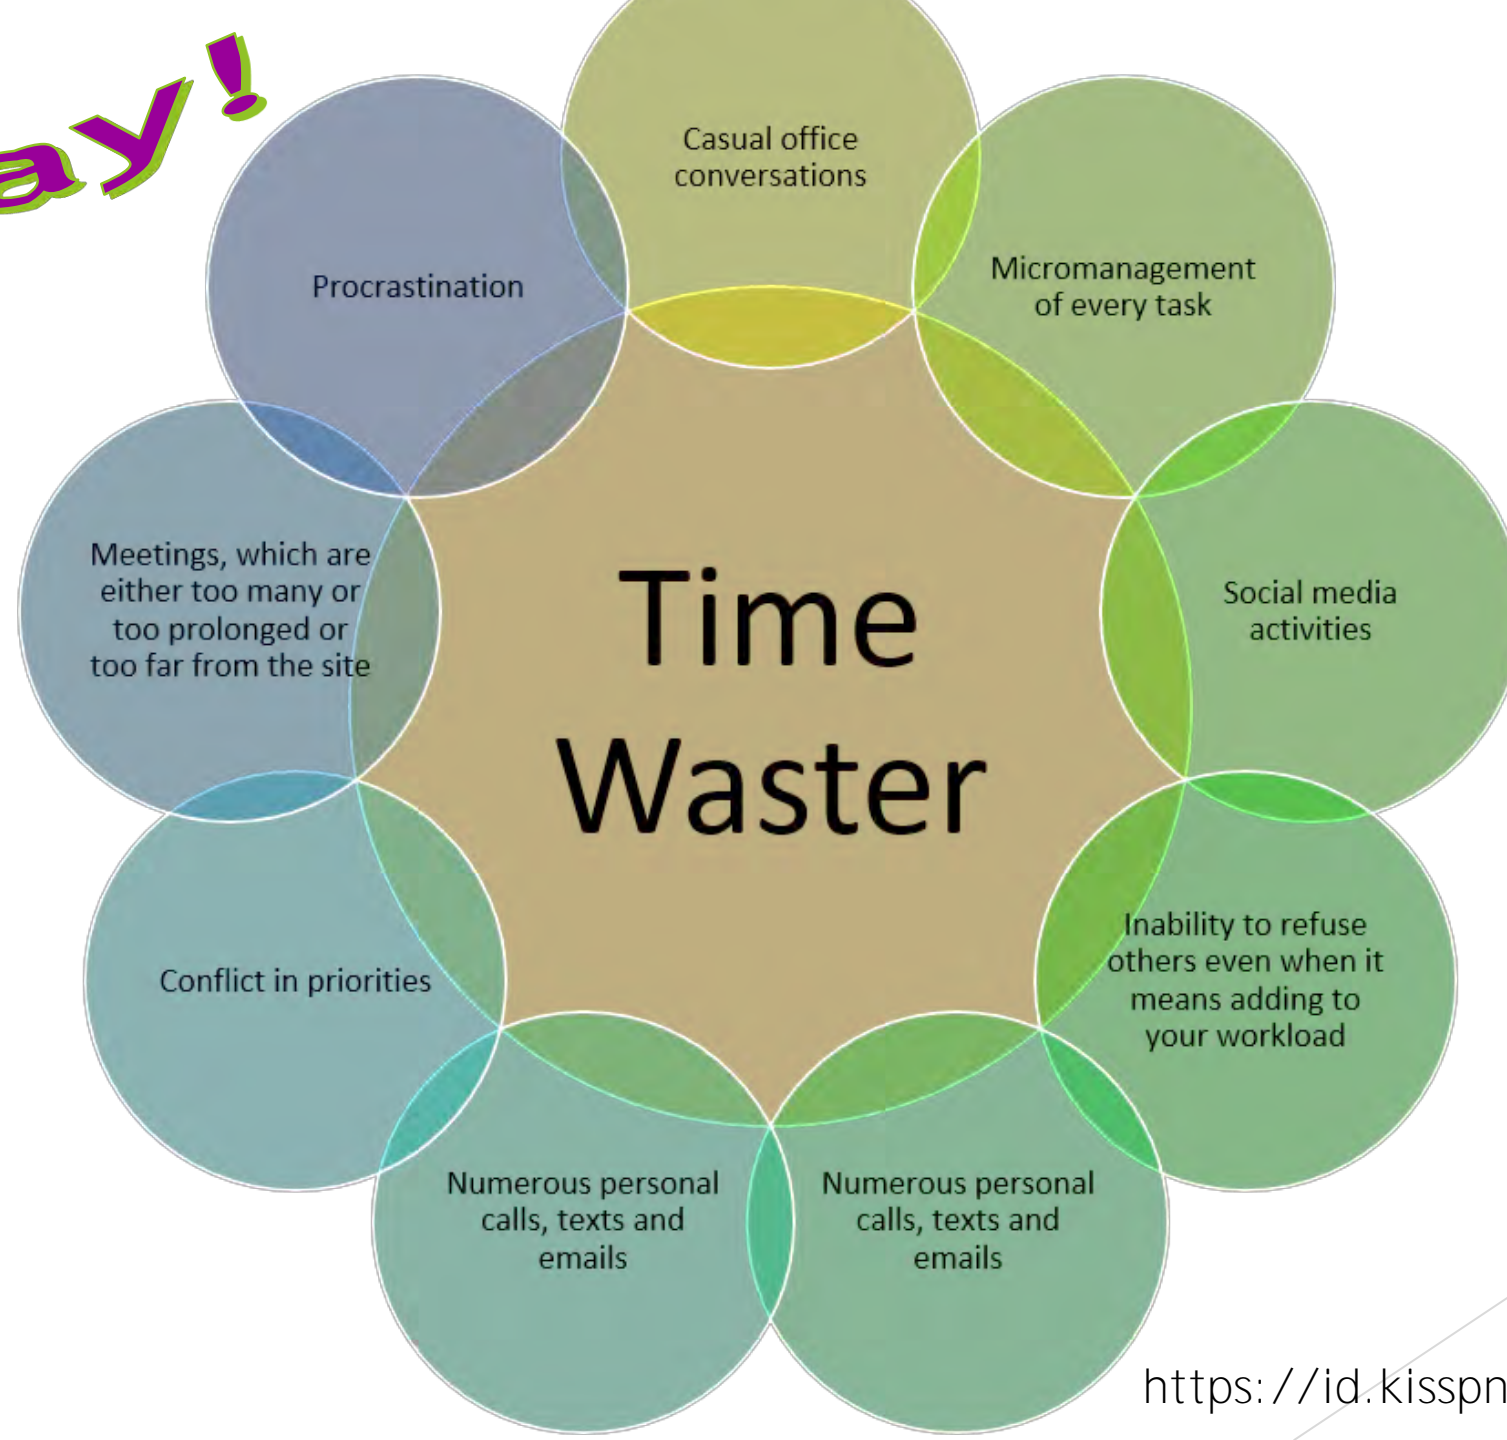 ay!
Casual office
conversations
Micromanagement
of every task
Procrastination
Social media
activities
Meetings, which are
either too many or
too prolonged or
too far from the site
Time
Waster
Inability to refuse
others even when it
means adding to
your workload
Conflict in priorities
Numerous personal
calls, texts and
emails
Numerous personal
calls, texts and
emails
https://id.kisspn